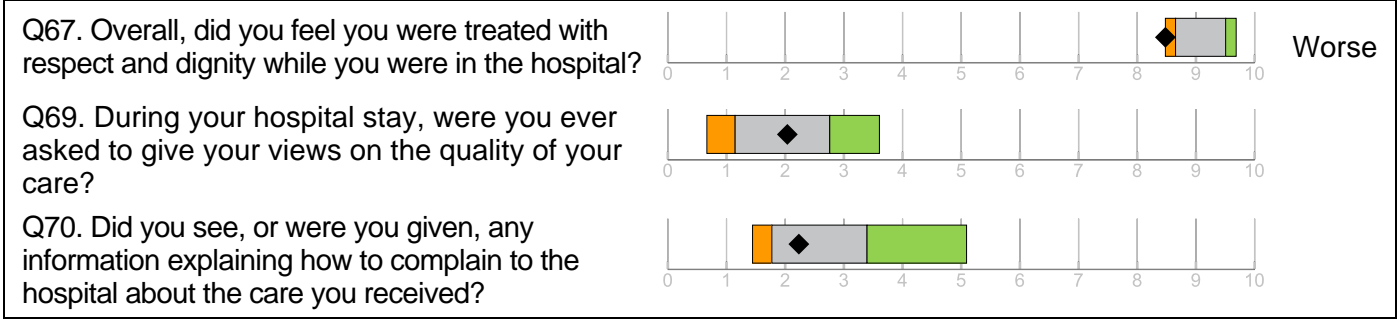 Q67. Overall, did you feel you were treated with
respect and dignity while you were in the hospital?
0 1 2 3 4 5 6 7 8 9 10
Worse
Q69. During your hospital stay, were you ever
asked to give your views on the quality of your
care?
0 1 2 3 4 5 6 7 8 9 10
Q70. Did you see, or were you given, any
information explaining how to complain to the
hospital about the care you received?
0 1 2 3 4 5 6 7 8 9 10